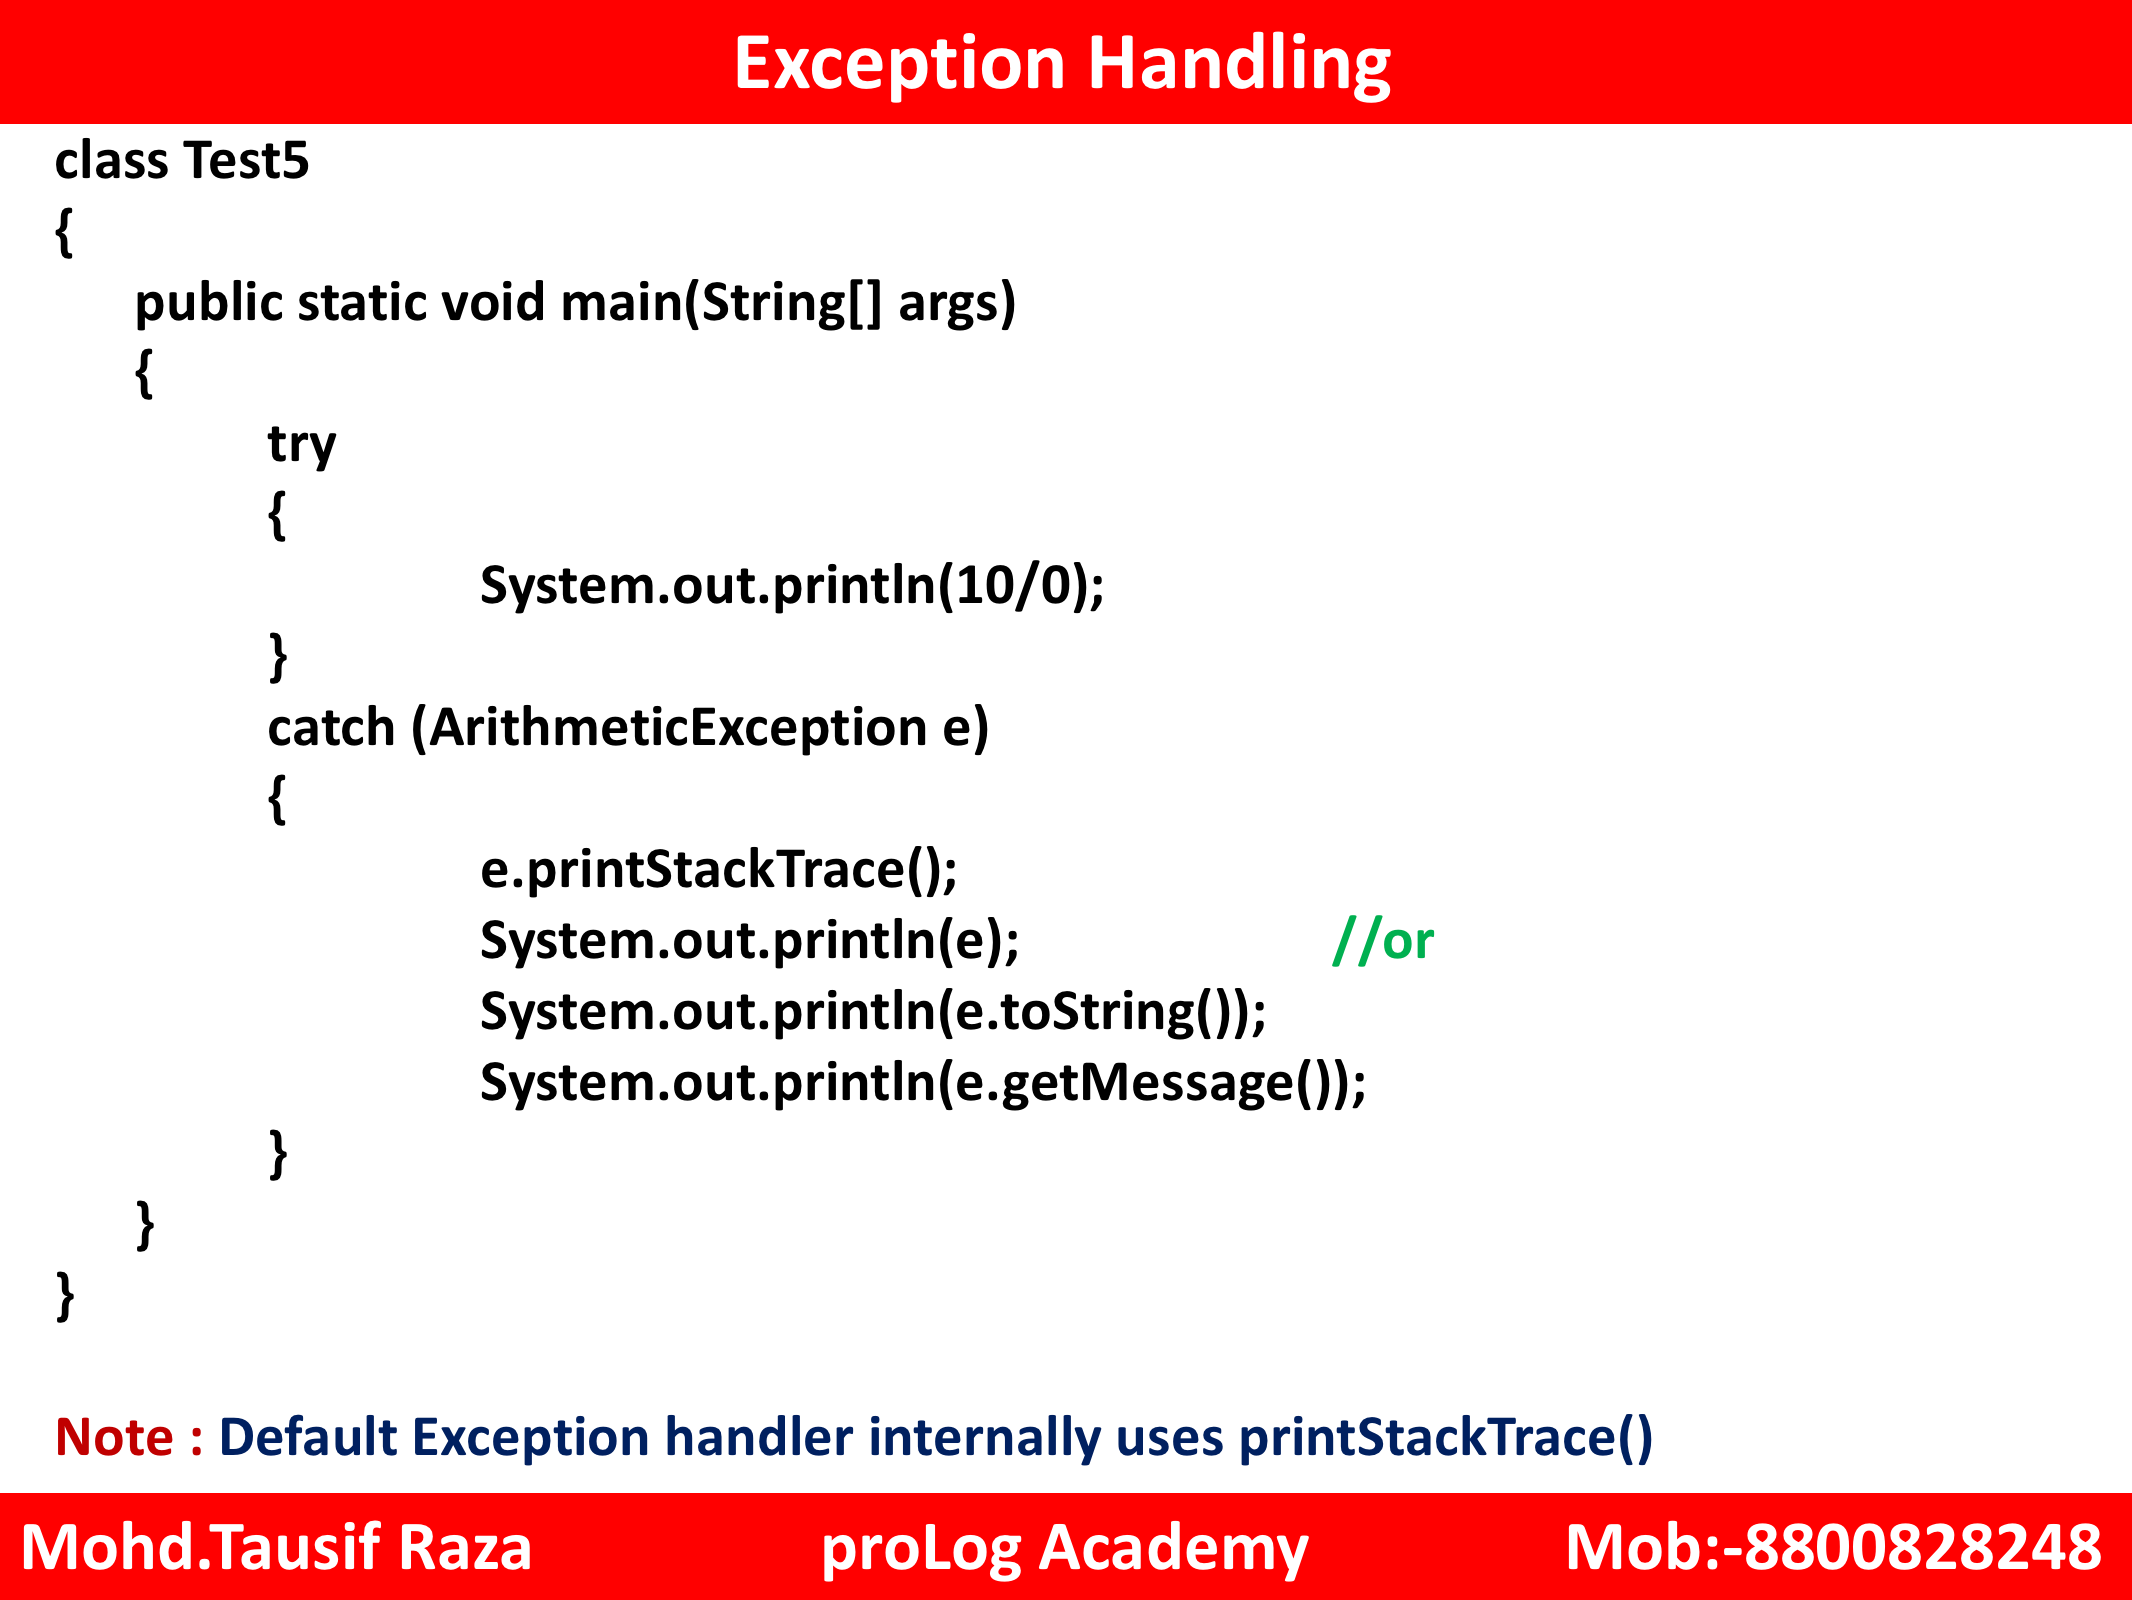 Exception Handling
class Test5
{
public static void main(String[] args)
{
try
{
System.out.println(10/0);
}
catch (ArithmeticException e)
{
e.printStackTrace();
System.out.println(e); //or
System.out.println(e.toString());
System.out.println(e.getMessage());
}
}
}
Note : Default Exception handler internally uses printStackTrace()
Mohd.Tausif Raza proLog Academy Mob:-8800828248